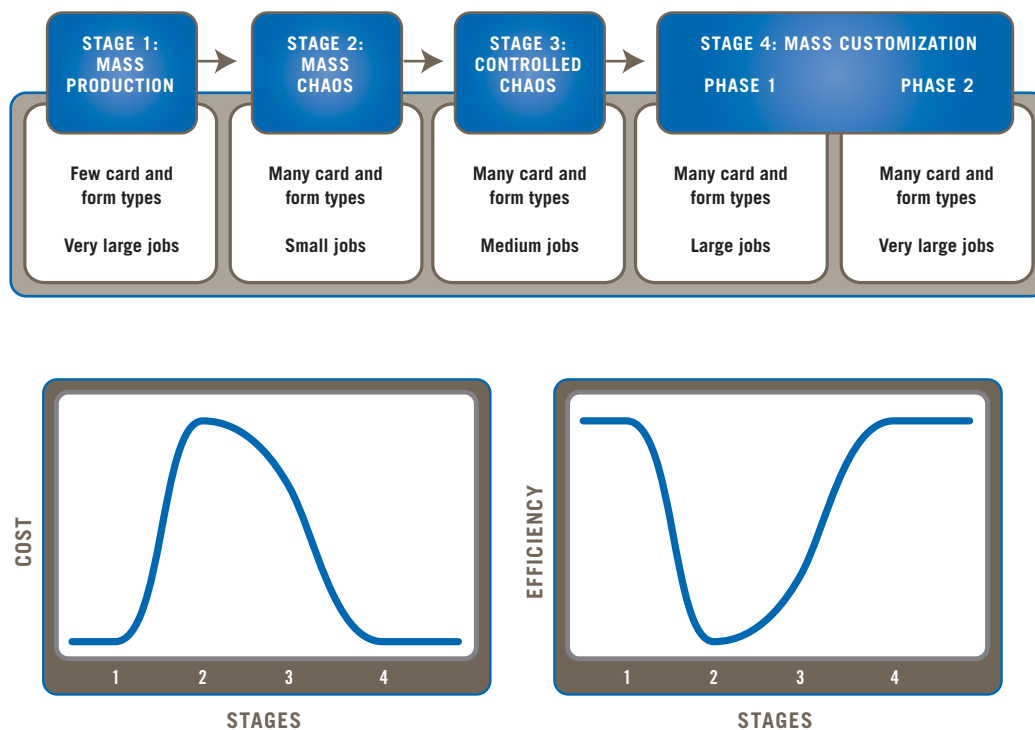 STAGE 1:
MASS
PRODUCTION
STAGE 2:
MASS
CHAOS
STAGE 3:
CONTROLLED
CHAOS
STAGE 4: MASS CUSTOMIZATION
PHASE 1
PHASE 2
Few card and
form types
Very large jobs
Many card and
form types
Small jobs
Many card and
form types
Medium jobs
Many card and
form types
Large jobs
Many card and
form types
Very large jobs
COST
1 2 3 4
STAGES
EFFICIENCY
1 2 3 4
STAGES